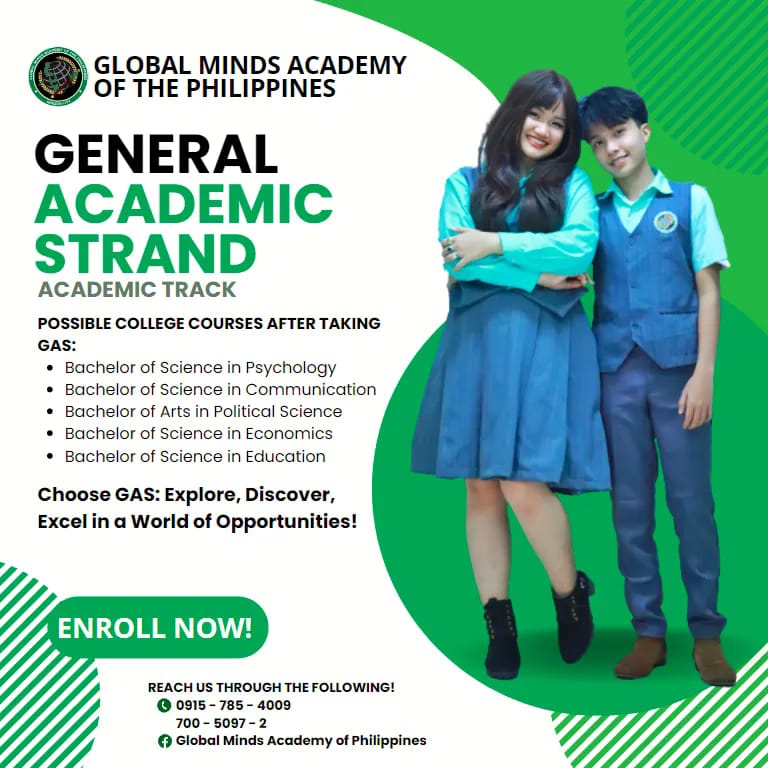 GLOBAL MINDS ACADEMY
OF THE PHILIPPINES
GENERAL
ACADEMIC
STRAND
ACADEMIC TRACK
POSSIBLE COLLEGE COURSES AFTER TAKING
GAS:
• Bachelor of Science in Psychology
• Bachelor of Science in Communication
• Bachelor of Arts in Political Science
• Bachelor of Science in Economics
• Bachelor of Science in Education
Choose GAS: Explore, Discover,
Excel in a World of Opportunities!
ENROLL NOW!
REACH US THROUGH THE FOLLOWING!
0915 - 785 - 4009
700 - 5097 - 2
Global Minds Academy of Philippines